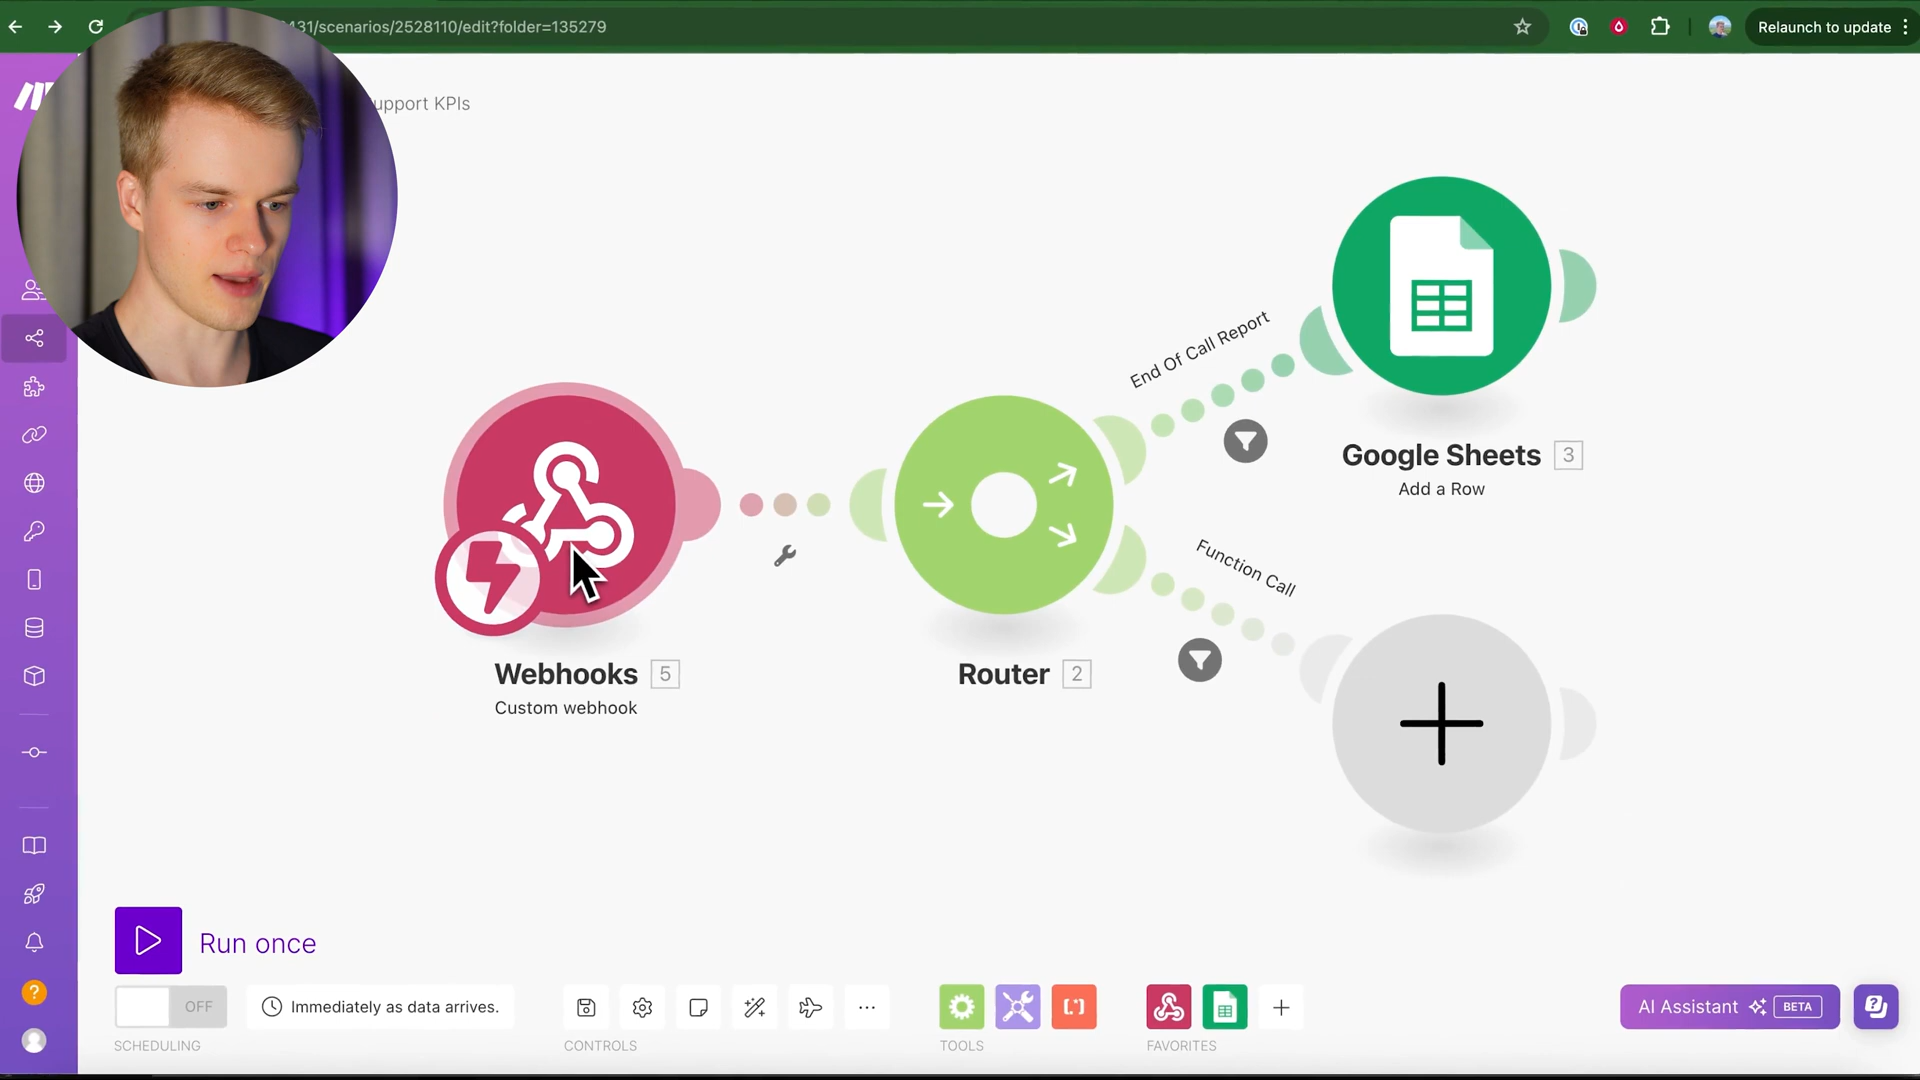 431/scenarios/2528110/edit?folder=135279
Relaunch to update
upport KPIs
End Of Call Report
Google Sheets 3
Add a Row
Function Call
Webhooks 5
Custom webhook
Router 2
Run once
OFF
Immediately as data arrives.
SCHEDULING
CONTROLS
TOOLS
FAVORITES
AI Assistant BETA